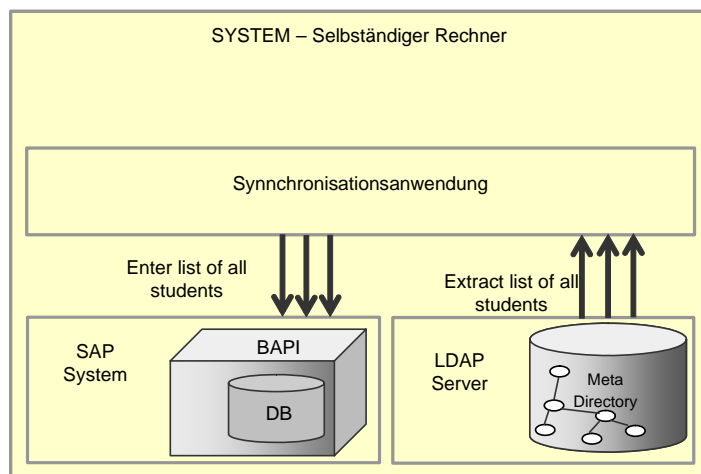 SYSTEM – Selbständiger Rechner
Synnchronisationsanwendung
Enter list of all
students
Extract list of all
students
SAP
System
BAPI
DB
LDAP
Server
Meta
Directory